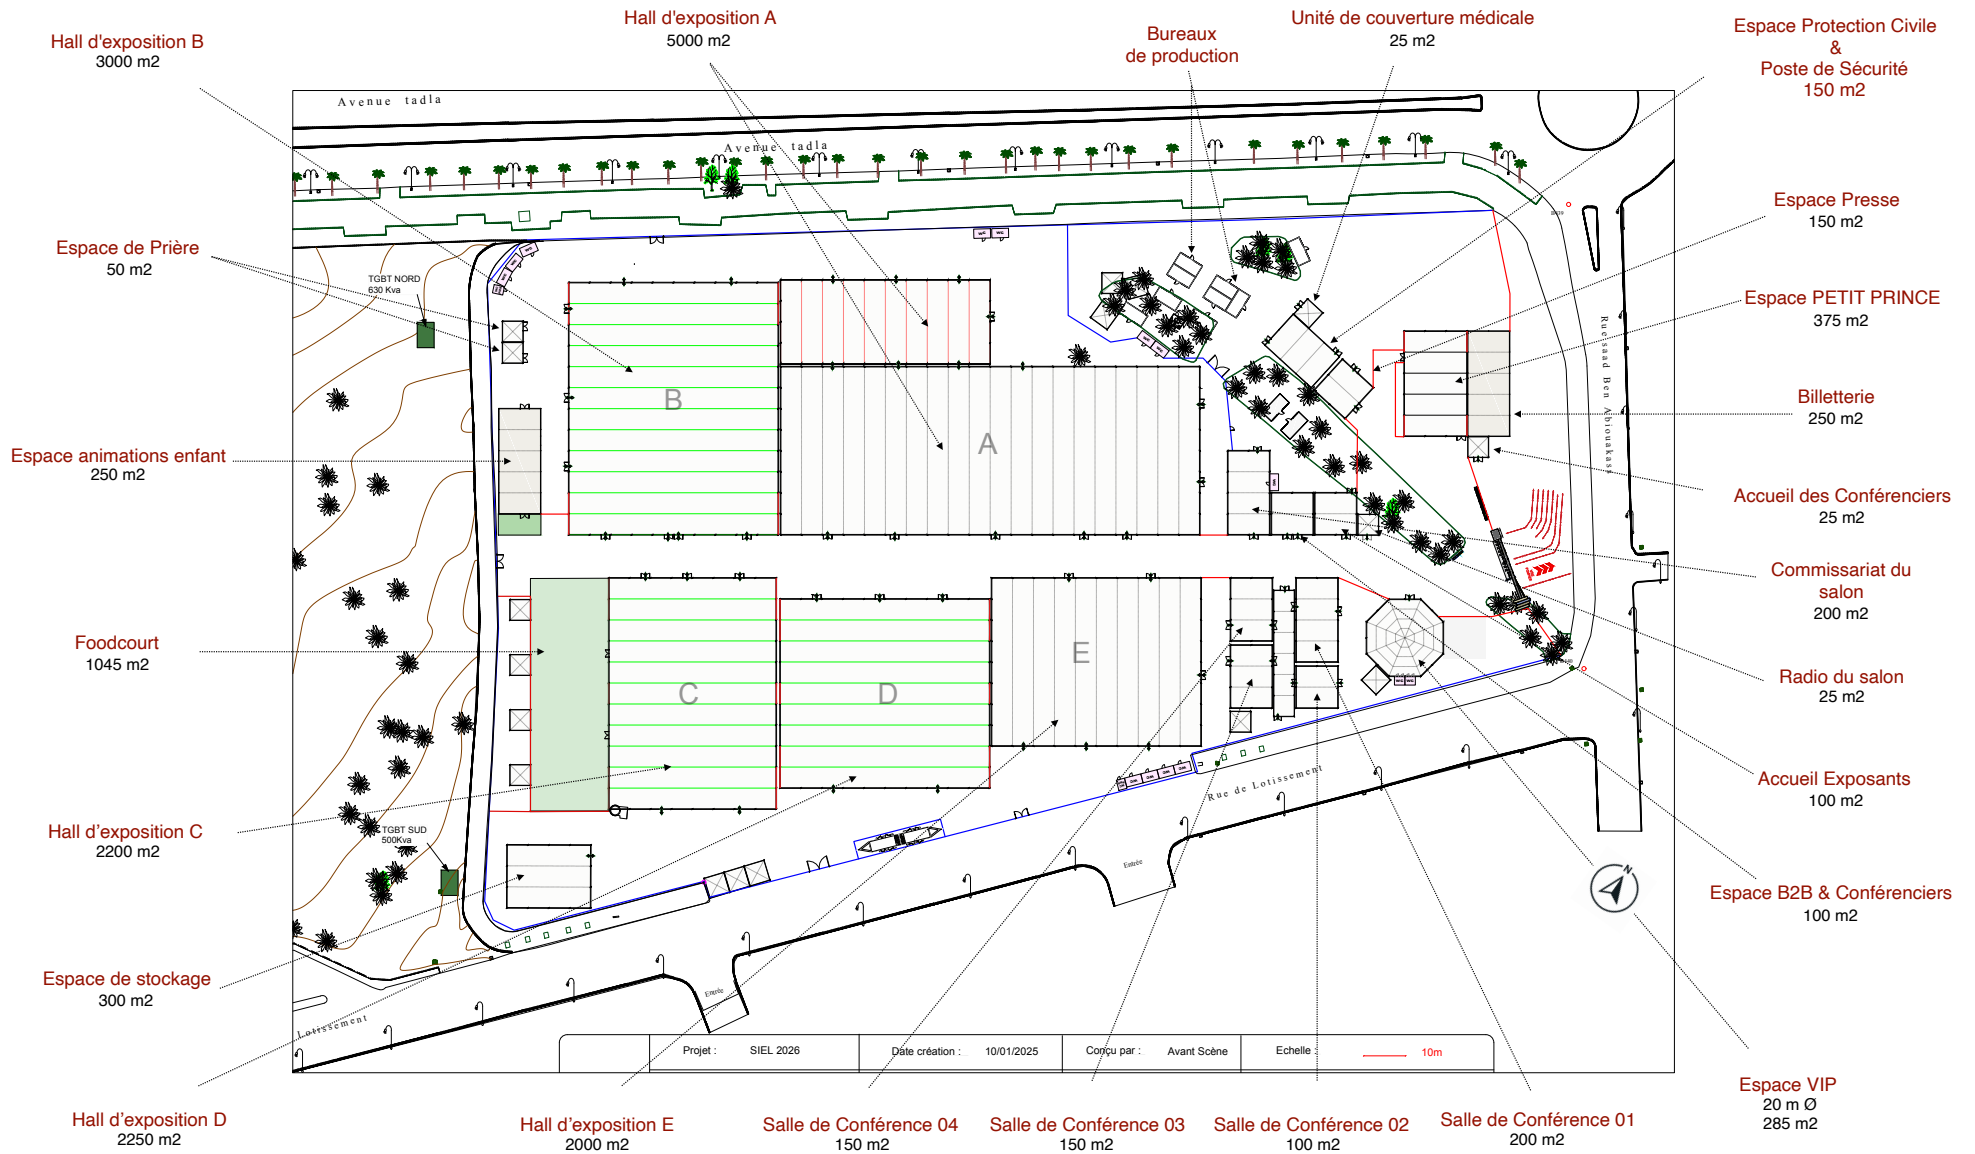 Hall d'exposition A
5000 m2
Unité de couverture médicale
25 m2
Bureaux
de production
Espace Protection Civile
&
Poste de Sécurité
150 m2
Hall d'exposition B
3000 m2
Avenue tadla
Avenue tadla
Espace Presse
150 m2
Espace de Prière
50 m2
TGBT NORD
630 Kva
Espace PETIT PRINCE
375 m2
Rue saad Ben Abiouakass
Billetterie
250 m2
B
A
Espace animations enfant
250 m2
Accueil des Conférenciers
25 m2
Commissariat du
salon
200 m2
Foodcourt
1045 m2
E
C
D
Radio du salon
25 m2
Accueil Exposants
100 m2
Rue de Lotissement
Hall d'exposition C
2200 m2
TGBT SUD
500Kva
Entrée
N
Espace B2B & Conférenciers
100 m2
Espace de stockage
300 m2
Entrée
Lotissement
Projet : SIEL 2026 Date création : 10/01/2025 Conçu par : Avant Scène Echelle : 10m
Espace VIP
20 m Ø
285 m2
Hall d'exposition D
2250 m2
Hall d'exposition E
2000 m2
Salle de Conférence 04
150 m2
Salle de Conférence 03
150 m2
Salle de Conférence 02
100 m2
Salle de Conférence 01
200 m2